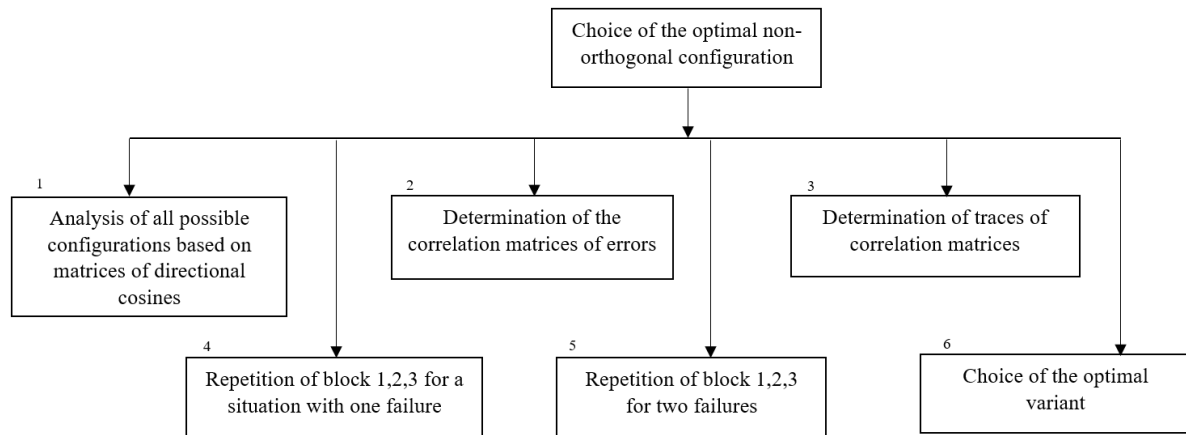 Choice of the optimal non-
orthogonal configuration
1
Analysis of all possible
configurations based on
matrices of directional
cosines
2
Determination of the
correlation matrices of errors
3
Determination of traces of
correlation matrices
4
Repetition of block 1,2,3 for a
situation with one failure
5
Repetition of block 1,2,3
for two failures
6
Choice of the optimal
variant